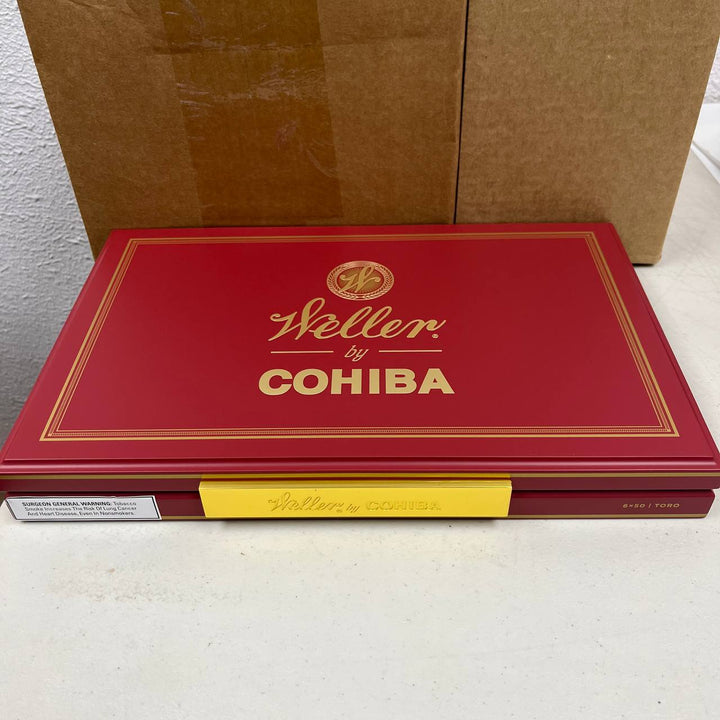 W
Weller®
by
COHIBA
Weller® by COHIBA
SURGEON GENERAL WARNING: Tobacco
Smoke Increases The Risk Of Lung Cancer
And Heart Disease, Even In Nonsmokers.
6×50 | TORO